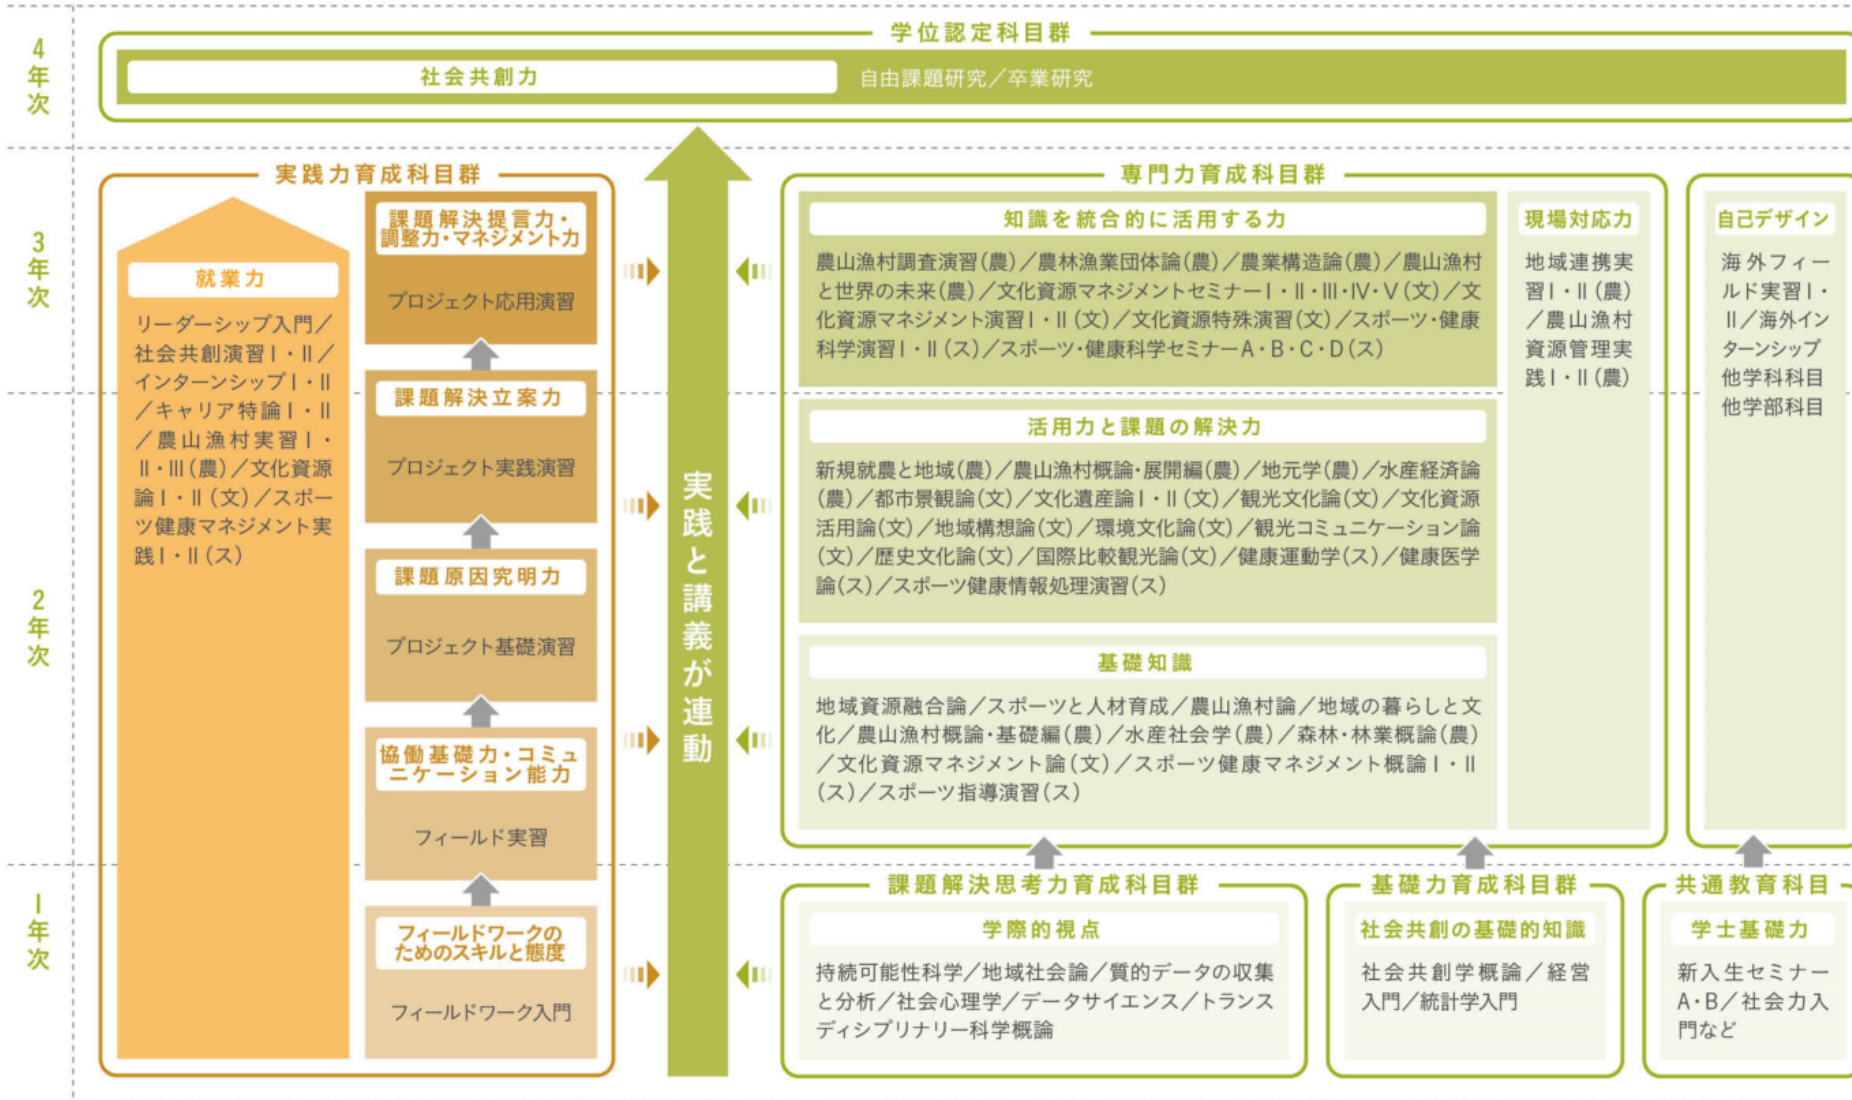 4年次
学位認定科目群
社会共創力
自由課題研究／卒業研究
3年次
実践力育成科目群
就業力
リーダーシップ入門／
社会共創演習Ⅰ・Ⅱ／
インターンシップⅠ・Ⅱ
／キャリア特論Ⅰ・Ⅱ
／農山漁村実習Ⅰ・
Ⅱ・Ⅲ(農)／文化資源
論Ⅰ・Ⅱ(文)／スポー
ツ健康マネジメント実
践Ⅰ・Ⅱ(ス)
課題解決提言力・
調整力・マネジメント力
プロジェクト応用演習
課題解決立案力
プロジェクト実践演習
課題原因究明力
プロジェクト基礎演習
協働基礎力・コミュ
ニケーション能力
フィールド実習
フィールドワークの
ためのスキルと態度
フィールドワーク入門
実践と講義が連動
専門力育成科目群
知識を統合的に活用する力
農山漁村調査演習(農)／農林漁業団体論(農)／農業構造論(農)／農山漁村
と世界の未来(農)／文化資源マネジメントセミナーⅠ・Ⅱ・Ⅲ・Ⅳ・Ⅴ(文)／文
化資源マネジメント演習Ⅰ・Ⅱ(文)／文化資源特殊演習(文)／スポーツ・健康
科学演習Ⅰ・Ⅱ(ス)／スポーツ・健康科学セミナーA・B・C・D(ス)
現場対応力
地域連携実
習Ⅰ・Ⅱ(農)
／農山漁村
資源管理実
践Ⅰ・Ⅱ(農)
自己デザイン
海外フィー
ルド実習Ⅰ・
Ⅱ／海外イン
ターンシップ
他学科科目
他学部科目
2年次
活用力と課題の解決力
新規就農と地域(農)／農山漁村概論・展開編(農)／地元学(農)／水産経済論
(農)／都市景観論(文)／文化遺産論Ⅰ・Ⅱ(文)／観光文化論(文)／文化資源
活用論(文)／地域構想論(文)／環境文化論(文)／観光コミュニケーション論
(文)／歴史文化論(文)／国際比較観光論(文)／健康運動学(ス)／健康医学
論(ス)／スポーツ健康情報処理演習(ス)
基礎知識
地域資源融合論／スポーツと人材育成／農山漁村論／地域の暮らしと文
化／農山漁村概論・基礎編(農)／水産社会学(農)／森林・林業概論(農)
／文化資源マネジメント論(文)／スポーツ健康マネジメント概論Ⅰ・Ⅱ
(ス)／スポーツ指導演習(ス)
1年次
課題解決思考力育成科目群
学際的視点
持続可能性科学／地域社会論／質的データの収集
と分析／社会心理学／データサイエンス／トランス
ディシプリナリー科学概論
基礎力育成科目群
社会共創の基礎的知識
社会共創学概論／経営
入門／統計学入門
共通教育科目
学士基礎力
新入生セミナー
A・B／社会力入
門など